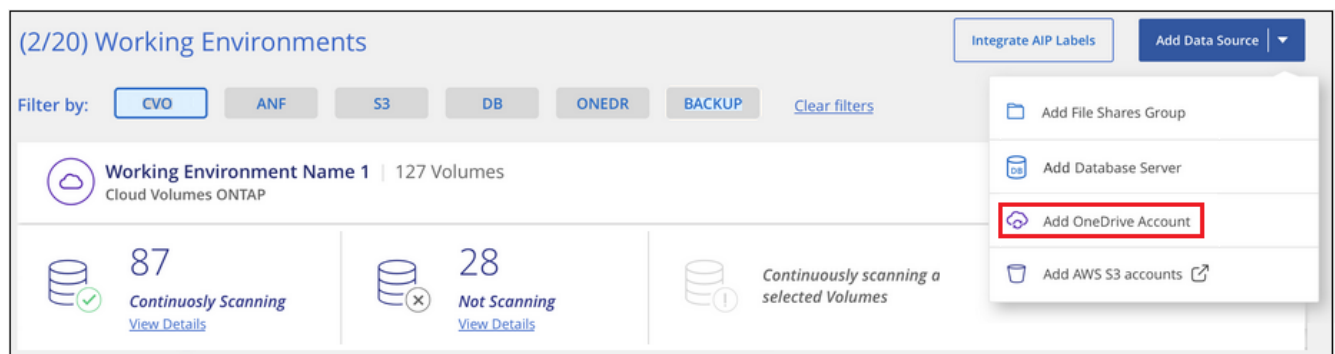 (2/20) Working Environments
Integrate AIP Labels
Add Data Source
Filter by:
CVO
ANF
S3
DB
ONEDR
BACKUP
Clear filters
Add File Shares Group
DB
Add Database Server
Add OneDrive Account
Add AWS S3 accounts
Working Environment Name 1 | 127 Volumes
Cloud Volumes ONTAP
87
Continuosly Scanning
View Details
28
Not Scanning
View Details
Continuously scanning a
selected Volumes